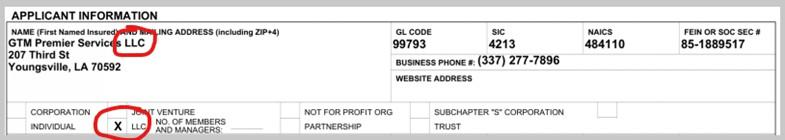 APPLICANT INFORMATION
NAME (First Named Insured) AND MAILING ADDRESS (including ZIP+4)
GTM Premier Services LLC
207 Third St
Youngsville, LA 70592
GL CODE
99793
SIC
4213
NAICS
484110
FEIN OR SOC SEC #
85-1889517
BUSINESS PHONE #: (337) 277-7896
WEBSITE ADDRESS
CORPORATION JOINT VENTURE NOT FOR PROFIT ORG SUBCHAPTER "S" CORPORATION
INDIVIDUAL X LLC NO. OF MEMBERS AND MANAGERS: PARTNERSHIP TRUST